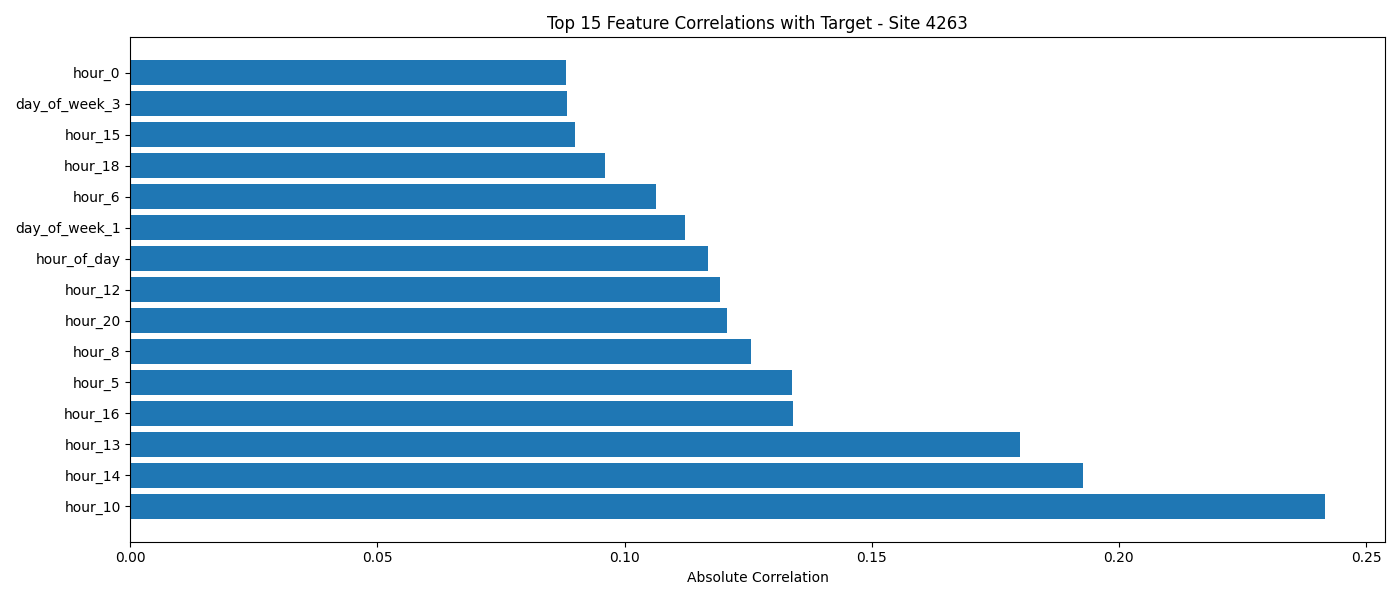 Top 15 Feature Correlations with Target - Site 4263
hour_0
day_of_week_3
hour_15
hour_18
hour_6
day_of_week_1
hour_of_day
hour_12
hour_20
hour_8
hour_5
hour_16
hour_13
hour_14
hour_10
0.00 0.05 0.10 0.15 0.20 0.25
Absolute Correlation